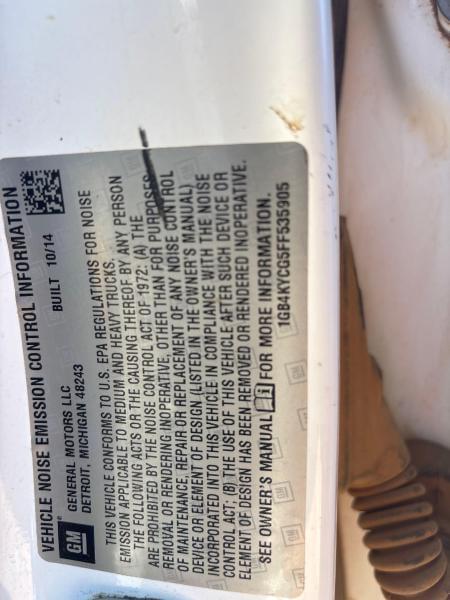 VEHICLE NOISE EMISSION CONTROL INFORMATION
GM
GENERAL MOTORS LLC
DETROIT, MICHIGAN 48243
BUILT 10/14
THIS VEHICLE CONFORMS TO U.S. EPA REGULATIONS FOR NOISE
EMISSION APPLICABLE TO MEDIUM AND HEAVY TRUCKS.
THE FOLLOWING ACTS OR THE CAUSING THEREOF BY ANY PERSON
ARE PROHIBITED BY THE NOISE CONTROL ACT OF 1972: (A) THE
REMOVAL OR RENDERING INOPERATIVE, OTHER THAN FOR PURPOSES
OF MAINTENANCE, REPAIR OR REPLACEMENT OF ANY NOISE CONTROL
DEVICE OR ELEMENT OF DESIGN (LISTED IN THE OWNER'S MANUAL)
INCORPORATED INTO THIS VEHICLE IN COMPLIANCE WITH THE NOISE
CONTROL ACT; (B) THE USE OF THIS VEHICLE AFTER SUCH DEVICE OR
ELEMENT OF DESIGN HAS BEEN REMOVED OR RENDERED INOPERATIVE.
SEE OWNER'S MANUAL FOR MORE INFORMATION.
1GB4KYCG5FF535905